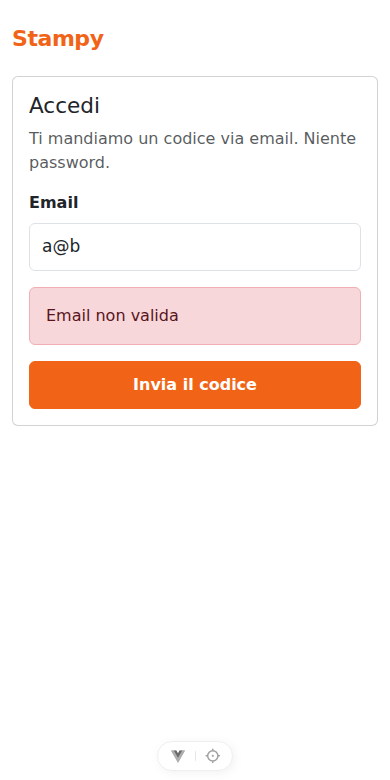 Stampy
Accedi
Ti mandiamo un codice via email. Niente
password.
Email
a@b
Email non valida
Invia il codice